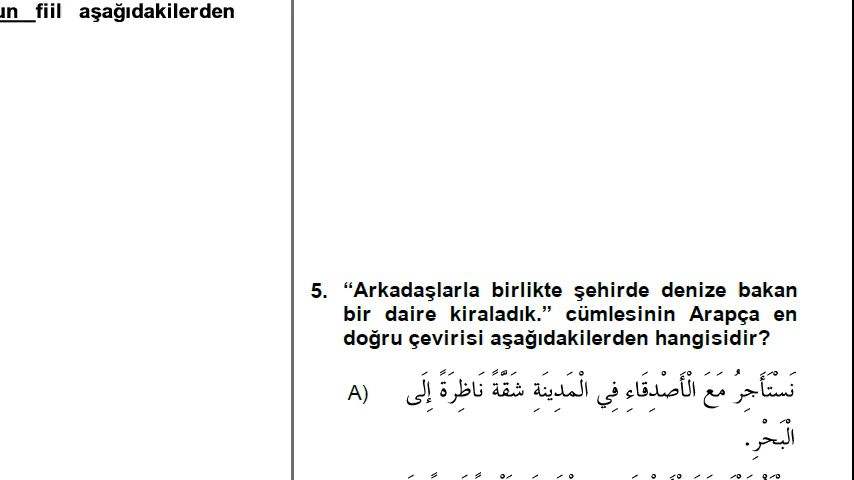 un fiil aşağıdakilerden
5. “Arkadaşlarla birlikte şehirde denize bakan
bir daire kiraladık.” cümlesinin Arapça en
doğru çevirisi aşağıdakilerden hangisidir?
A) نَسْتَأْجِرُ مَعَ الْأَصْدِقَاءِ فِي الْمَدِينَةِ شَقَّةً نَاظِرَةً إِلَى
الْبَحْرِ.